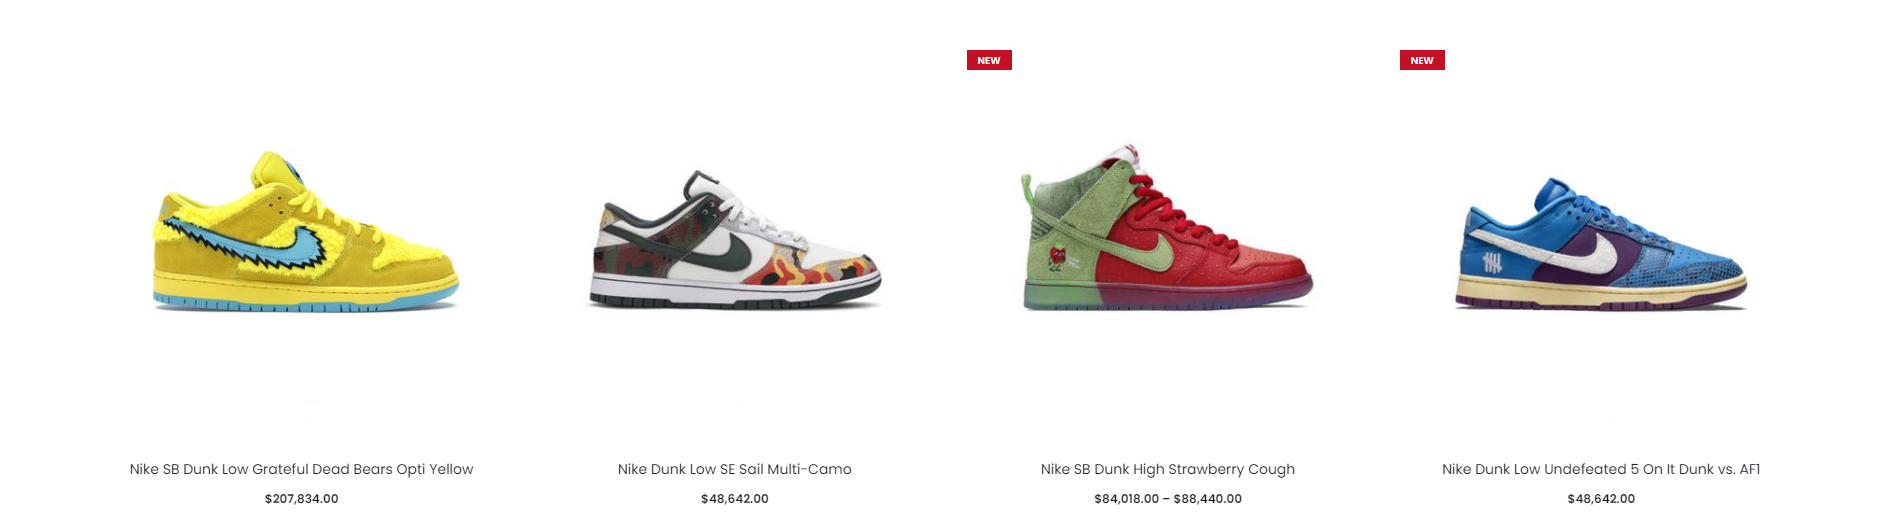 NEW
NEW
Nike SB Dunk Low Grateful Dead Bears Opti Yellow
$207,834.00
Nike Dunk Low SE Sail Multi-Camo
$48,642.00
Nike SB Dunk High Strawberry Cough
$84,018.00 – $88,440.00
Nike Dunk Low Undefeated 5 On It Dunk vs. AF1
$48,642.00